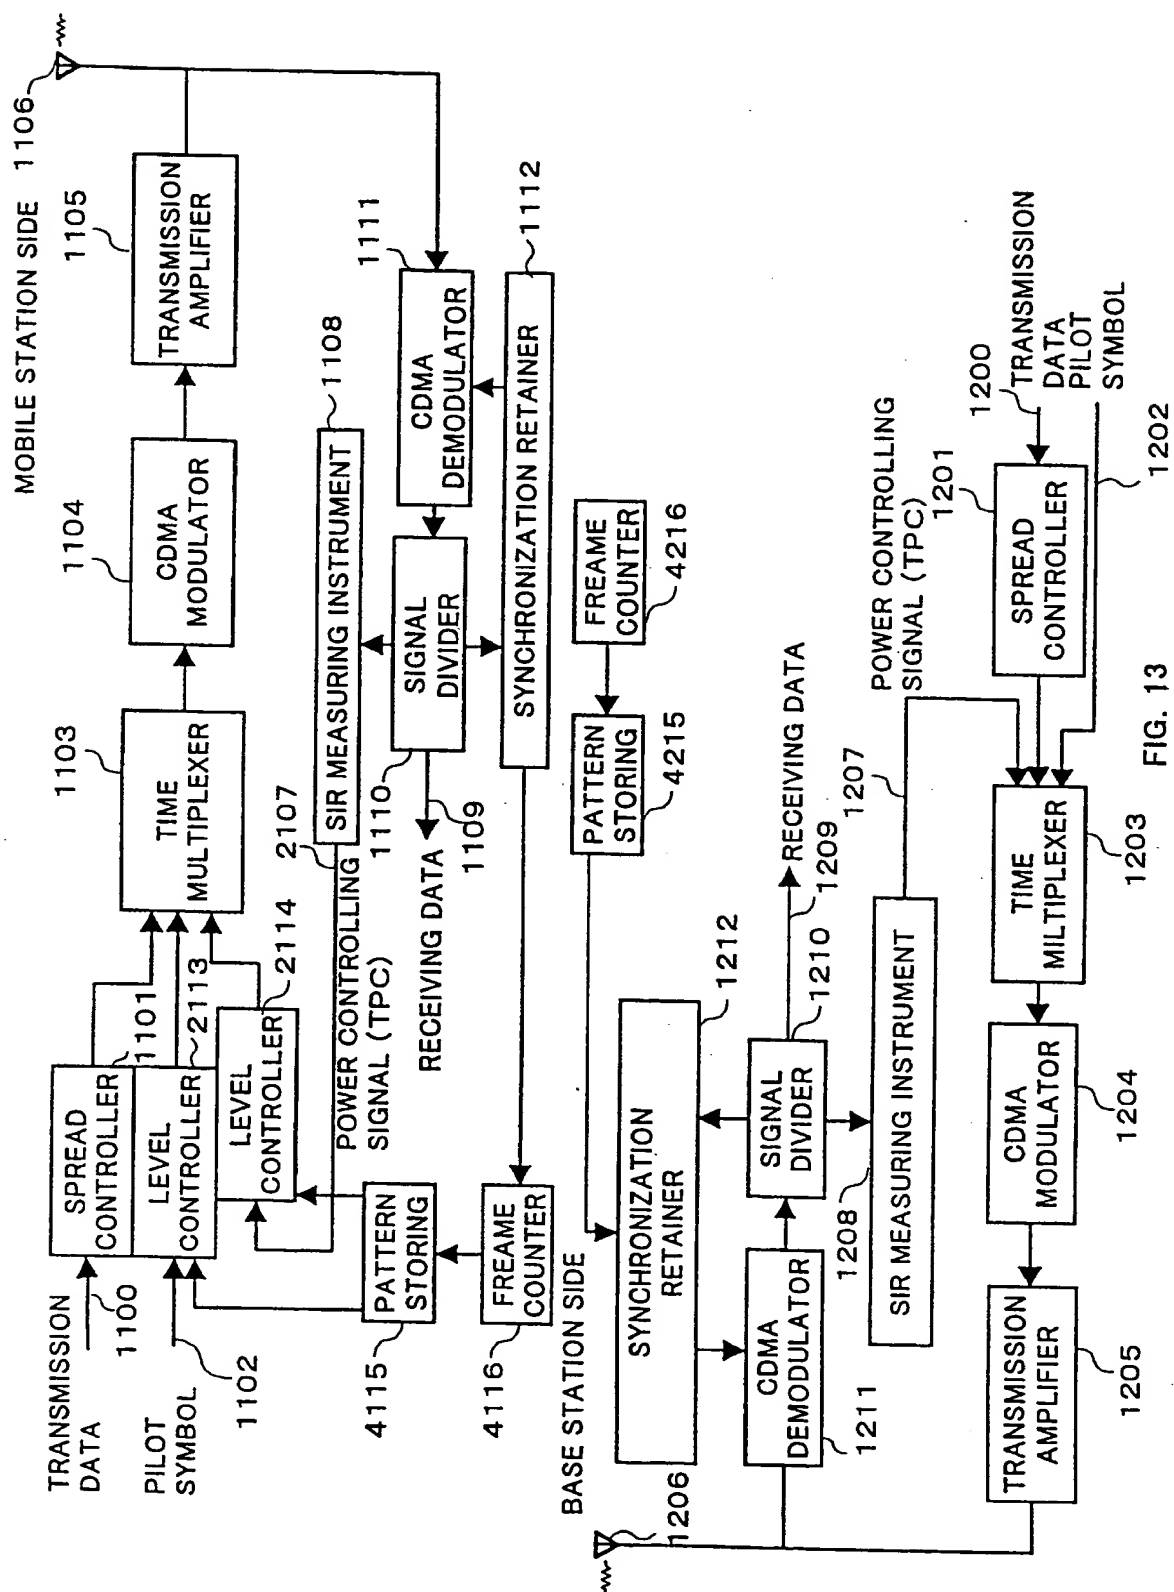 MOBILE STATION SIDE 1106
TRANSMISSION
DATA
1100
PILOT
SYMBOL
1102
SPREAD
CONTROLLER
1101
LEVEL
CONTROLLER
2113
LEVEL
CONTROLLER
2114
TIME
MULTIPLEXER
1103
CDMA
MODULATOR
1104
TRANSMISSION
AMPLIFIER
1105
POWER CONTROLLING
SIGNAL (TPC)
2107
SIR MEASURING INSTRUMENT
1108
RECEIVING DATA
1109
SIGNAL
DIVIDER
1110
CDMA
DEMODULATOR
1111
SYNCHRONIZATION RETAINER
1112
PATTERN
STORING
4115
FREAME
COUNTER
4116
BASE STATION SIDE
1206
SYNCHRONIZATION
RETAINER
1212
PATTERN
STORING
4215
FREAME
COUNTER
4216
CDMA
DEMODULATOR
1211
SIGNAL
DIVIDER
1210
RECEIVING DATA
1209
SIR MEASURING INSTRUMENT
1208
1207
POWER CONTROLLING
SIGNAL (TPC)
TRANSMISSION
AMPLIFIER
1205
CDMA
MODULATOR
1204
TIME
MILTIPLEXER
1203
SPREAD
CONTROLLER
1201
1200
TRANSMISSION
DATA
PILOT
SYMBOL
1202
FIG. 13